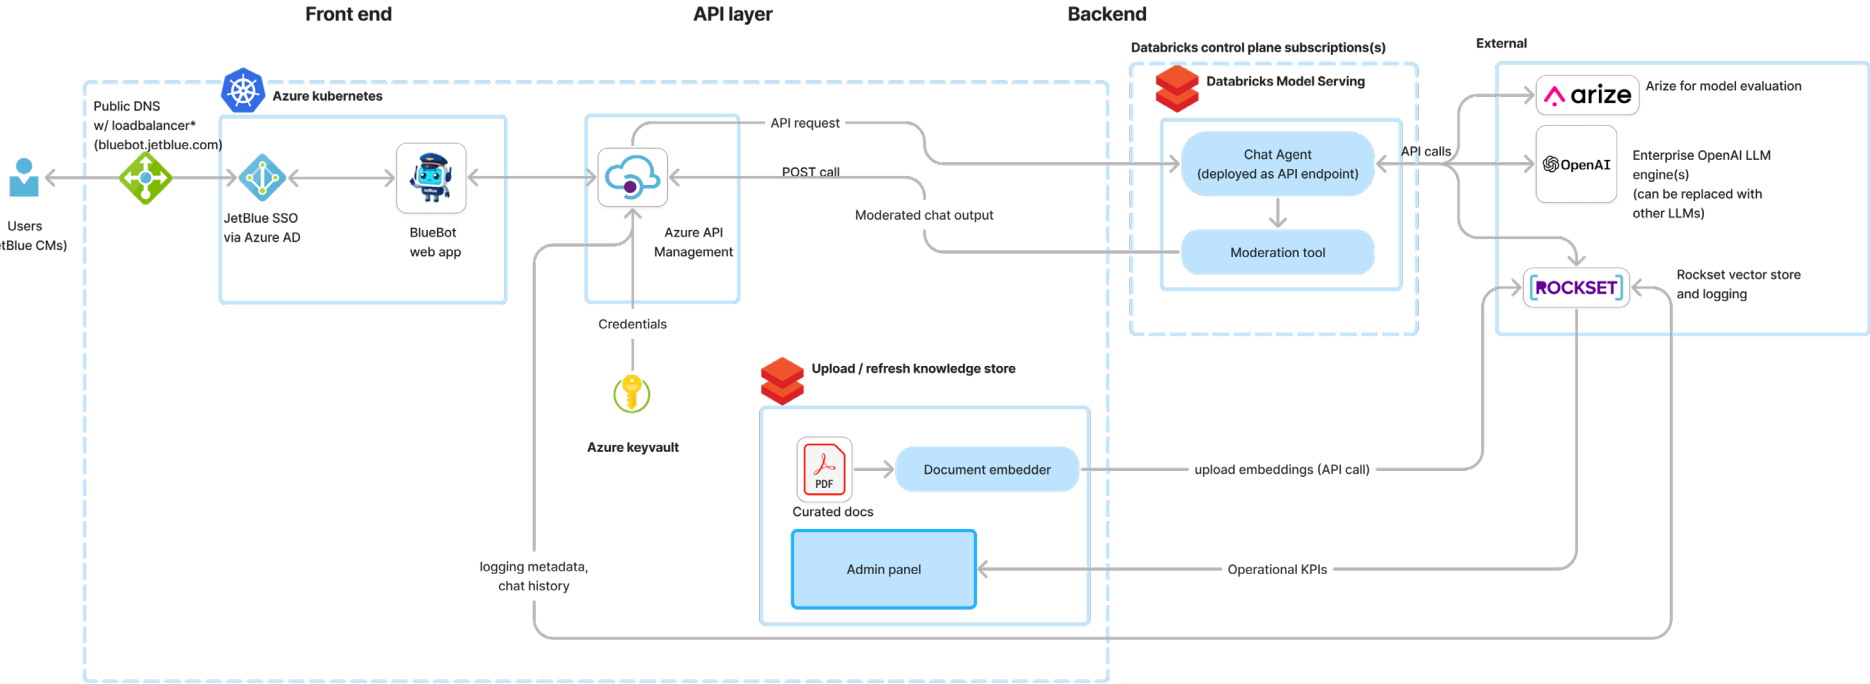 Front end
API layer
Backend
Databricks control plane subscriptions(s)
External
Azure kubernetes
Public DNS
w/ loadbalancer*
(bluebot.jetblue.com)
Users
etBlue CMs)
JetBlue SSO
via Azure AD
BlueBot
web app
Azure API
Management
API request
POST call
Moderated chat output
Credentials
Azure keyvault
Databricks Model Serving
Chat Agent
(deployed as API endpoint)
Moderation tool
API calls
arize
Arize for model evaluation
OpenAI
Enterprise OpenAI LLM
engine(s)
(can be replaced with
other LLMs)
ROCKSET
Rockset vector store
and logging
Upload / refresh knowledge store
PDF
Curated docs
Document embedder
upload embeddings (API call)
Admin panel
Operational KPIs
logging metadata,
chat history